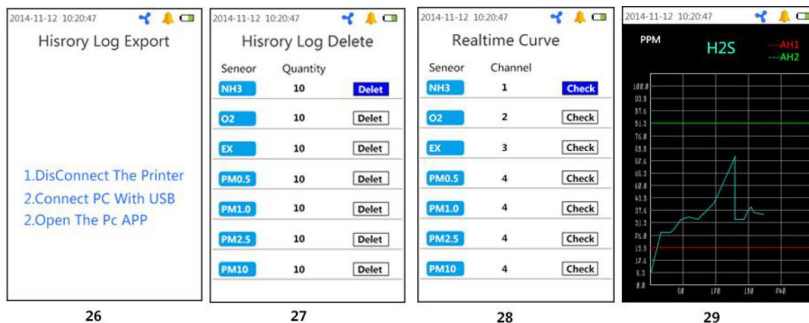 2014-11-12 10:20:47
Hisrory Log Export
1.DisConnect The Printer
2.Connect PC With USB
2.Open The Pc APP
26
2014-11-12 10:20:47
Hisrory Log Delete
Seneor Quantity
NH3 10 Delet
O2 10 Delet
EX 10 Delet
PM0.5 10 Delet
PM1.0 10 Delet
PM2.5 10 Delet
PM10 10 Delet
27
2014-11-12 10:20:47
Realtime Curve
Seneor Channel
NH3 1 Check
O2 2 Check
EX 3 Check
PM0.5 4 Check
PM1.0 4 Check
PM2.5 4 Check
PM10 4 Check
28
2014-11-12 10:20:47
PPM H2S ---AH1
---AH2
29